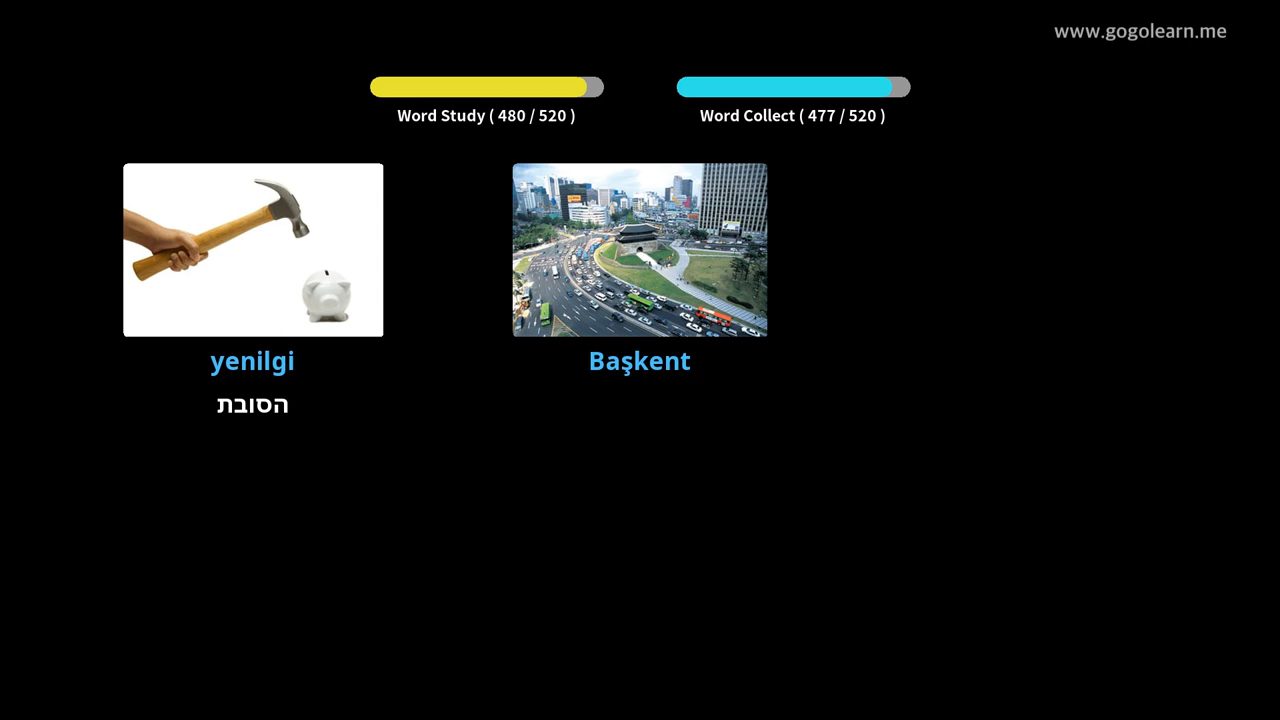 www.gogolearn.me
Word Study ( 480 / 520 )
Word Collect ( 477 / 520 )
yenilgi
הסובת
Başkent